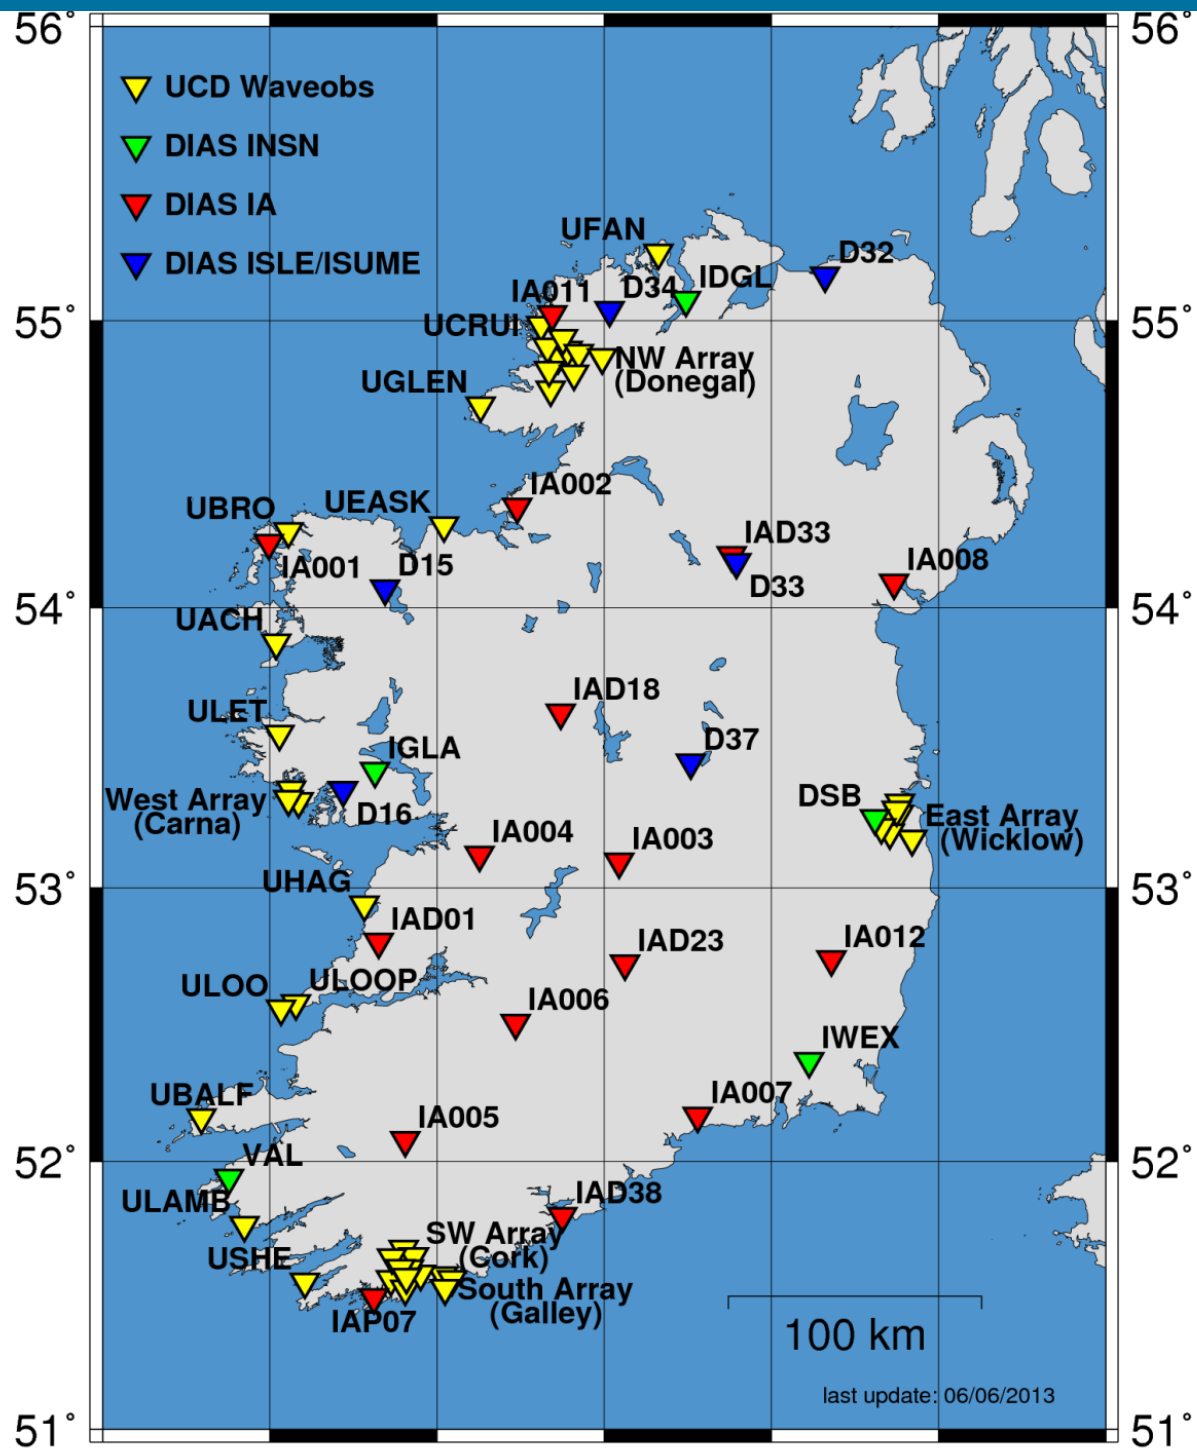 56° 56°
UCD Waveobs
DIAS INSN
DIAS IA
DIAS ISLE/ISUME
UFAN
D32
IDGL
D34
IA011
55° 55°
UCRUI
NW Array
(Donegal)
UGLEN
IA002
UEASK
UBRO
IAD33
IA008
D15
IA001
D33
54° 54°
UACH
IAD18
ULET
D37
IGLA
DSB
West Array
(Carna)
D16
East Array
(Wicklow)
IA004
IA003
53° 53°
UHAG
IAD01
IA012
IAD23
ULOOP
ULOO
IA006
IWEX
UBALF
IA007
IA005
52° 52°
VAL
ULAMB
IAD38
SW Array
(Cork)
USHE
South Array
(Galley)
IAP07
100 km
last update: 06/06/2013
51° 51°